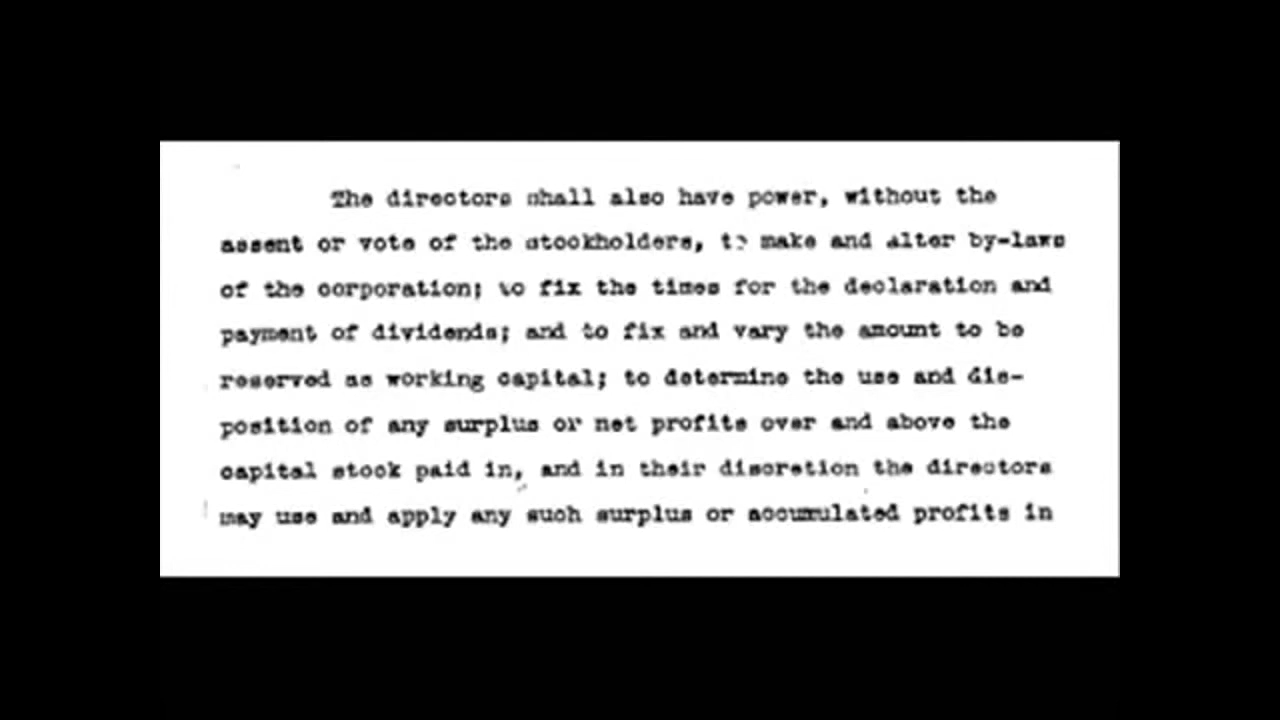 The directors shall also have power, without the
assent or vote of the stockholders, to make and alter by-laws
of the corporation; to fix the times for the declaration and
payment of dividends; and to fix and vary the amount to be
reserved as working capital; to determine the use and dis-
position of any surplus or net profits over and above the
capital stock paid in, and in their discretion the directors
may use and apply any such surplus or accumulated profits in